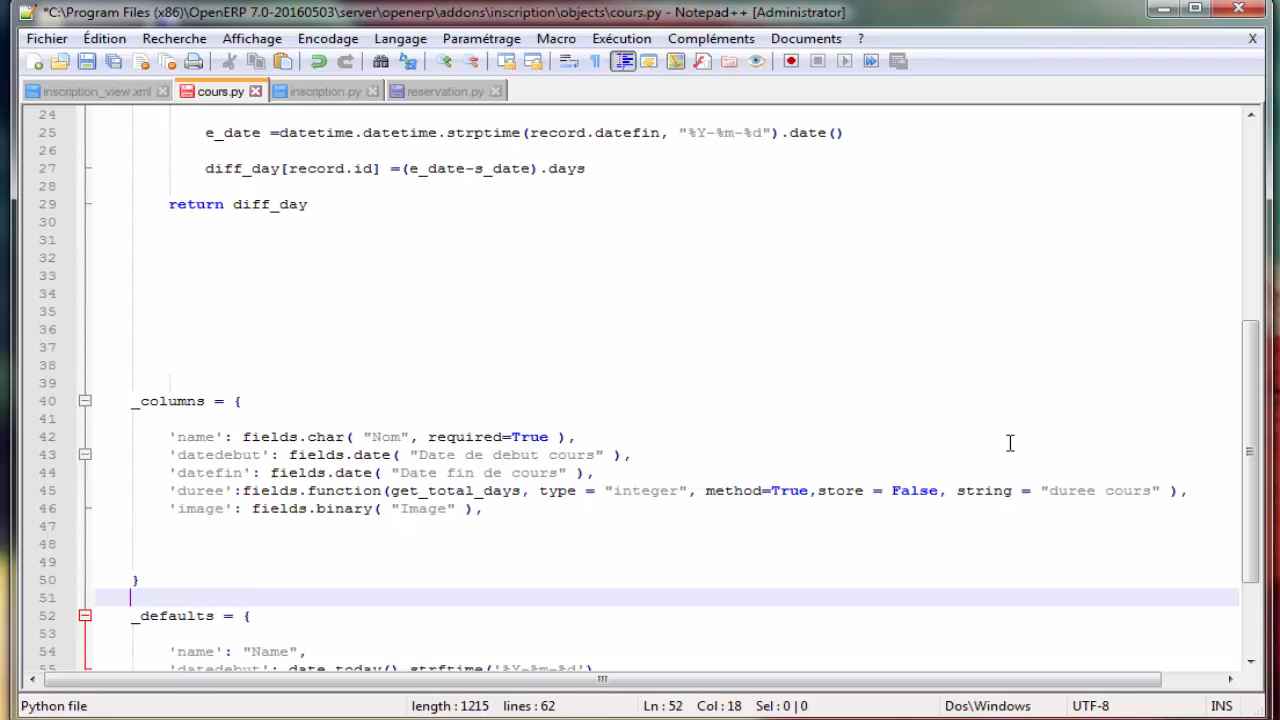 *C:\Program Files (x86)\OpenERP 7.0-20160503\server\openerp\addons\inscription\objects\cours.py - Notepad++ [Administrator]
Fichier Édition Recherche Affichage Encodage Langage Paramétrage Macro Exécution Compléments Documents ? X
inscription_view.xml cours.py inscription.py reservation.py
24
25 e_date =datetime.datetime.strptime(record.datefin, "%Y-%m-%d").date()
26
27 diff_day[record.id] =(e_date-s_date).days
28
29 return diff_day
30
31
32
33
34
35
36
37
38
39
40 _columns = {
41
42 'name': fields.char( "Nom", required=True ),
43 'datedebut': fields.date( "Date de debut cours" ),
44 'datefin': fields.date( "Date fin de cours" ),
45 'duree':fields.function(get_total_days, type = "integer", method=True,store = False, string = "duree cours" ),
46 'image': fields.binary( "Image" ),
47
48
49
50 }
51
52 _defaults = {
53
54 'name': "Name",
55 'datedebut': date.today().strftime('%Y-%m-%d')
Python file length : 1215 lines : 62 Ln : 52 Col : 18 Sel : 0 | 0 Dos\Windows UTF-8 INS